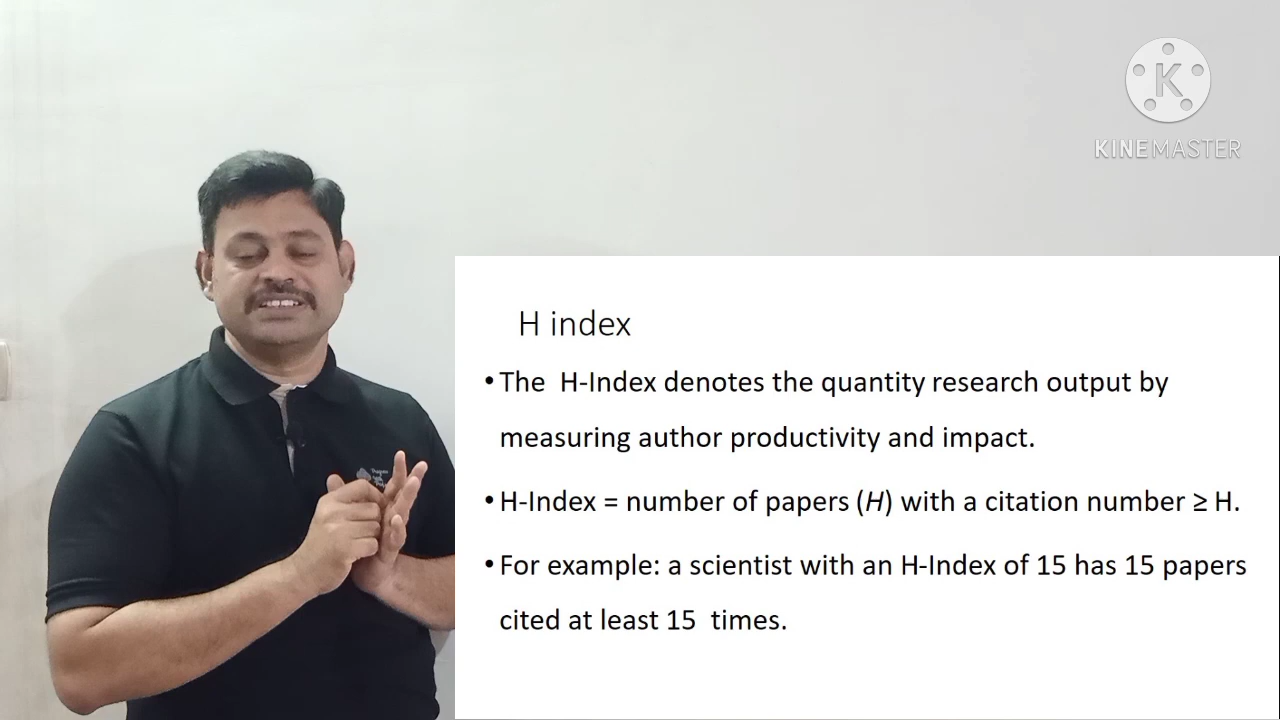 K
KINEMASTER
H index
• The  H-Index denotes the quantity research output by
measuring author productivity and impact.
• H-Index = number of papers (H) with a citation number ≥ H.
• For example: a scientist with an H-Index of 15 has 15 papers
cited at least 15  times.